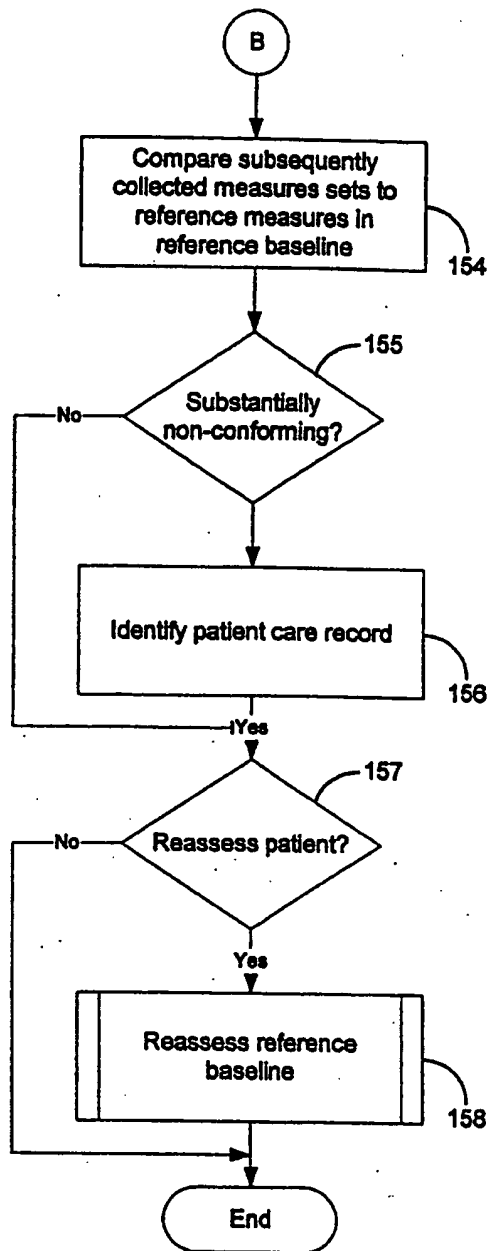 B
Compare subsequently
collected measures sets to
reference measures in
reference baseline
154
155
Substantially
non-conforming?
No
Identify patient care record
156
Yes
157
Reassess patient?
No
Yes
Reassess reference
baseline
158
End